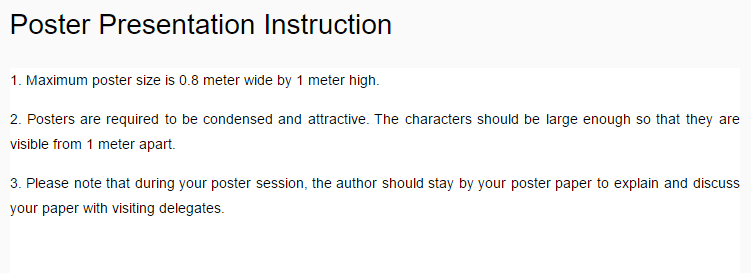 Poster Presentation Instruction
1. Maximum poster size is 0.8 meter wide by 1 meter high.
2. Posters are required to be condensed and attractive. The characters should be large enough so that they are
visible from 1 meter apart.
3. Please note that during your poster session, the author should stay by your poster paper to explain and discuss
your paper with visiting delegates.